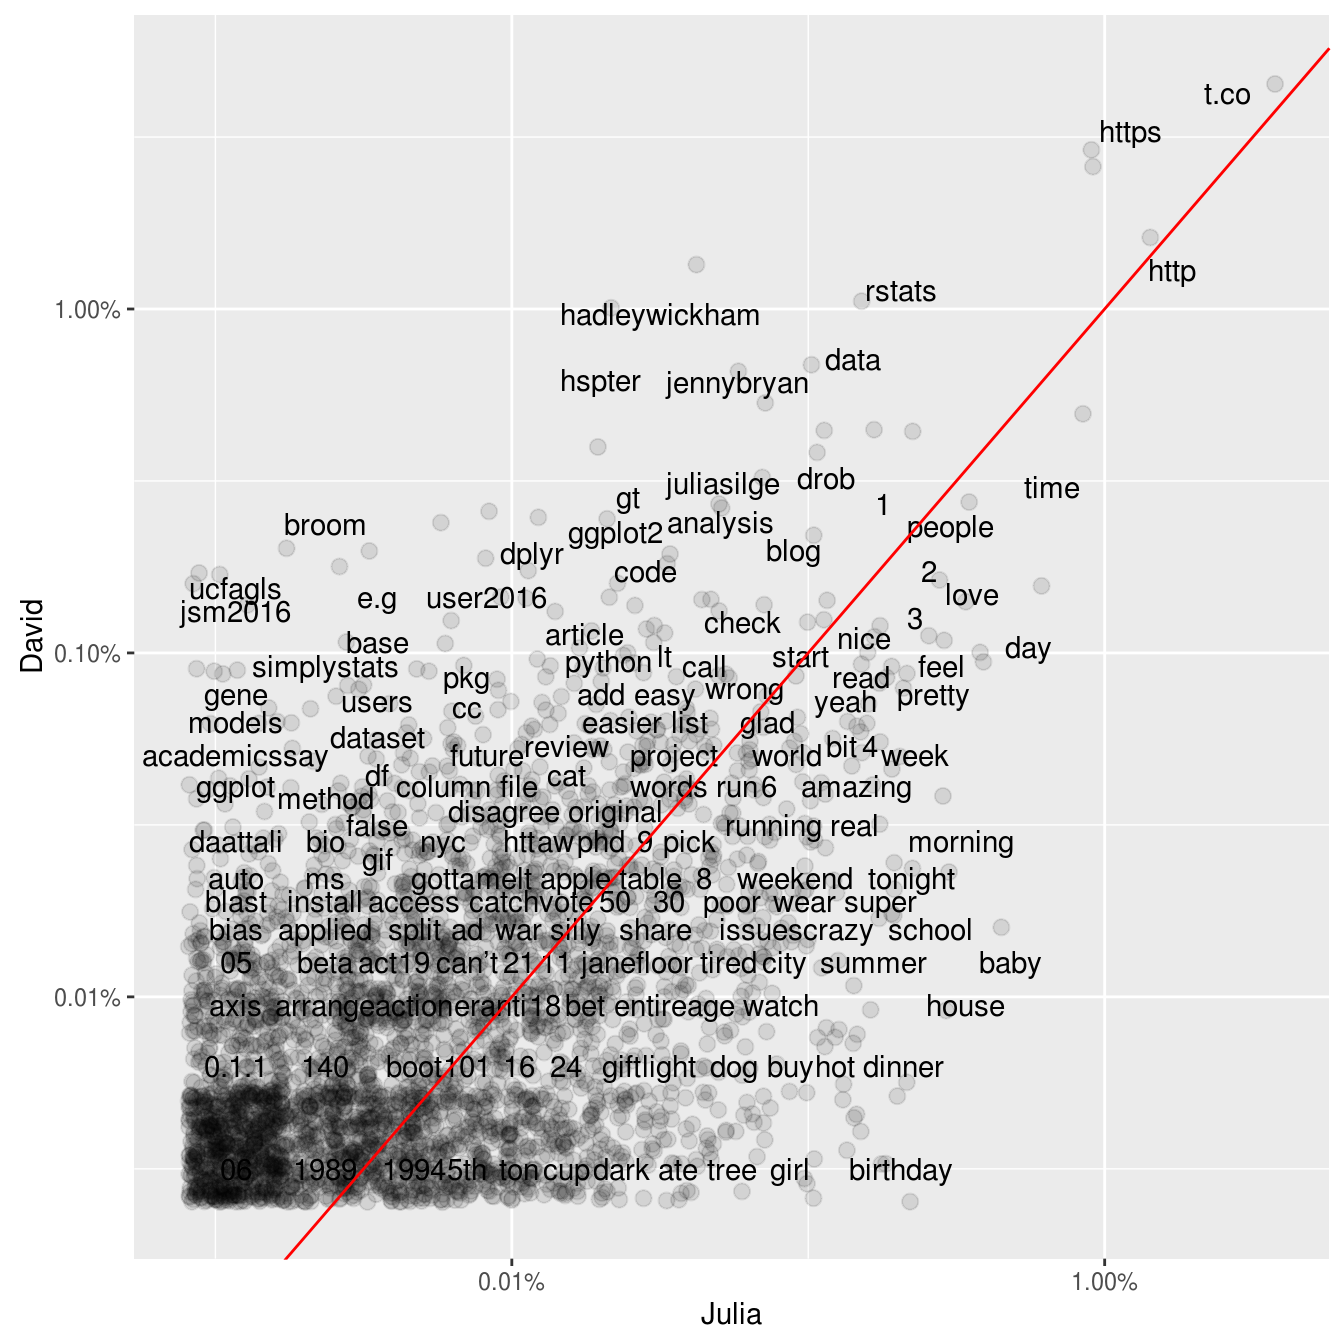 t.co
https
http
1.00%
rstats
hadleywickham
data
hspter jennybryan
juliasilge drob time
gt 1
broom ggplot2 analysis people
dplyr blog
code 2
ucfagls love
jsm2016 e.g user2016
David
check 3
base article nice day
0.10%
simplystats python lt call start feel
pkg read
gene users cc add easy wrong yeah pretty
models easier list glad
dataset review bit 4
academicssay future project world week
df cat
ggplot column file words run 6 amazing
method disagree original
false running real
daattali bio nyc httr phd 9 pick morning
gif
auto ms gotta melt apple table 8 weekend tonight
blast install access catch vote 50 30 poor wear super
bias applied split ad war silly share issues crazy school
05 beta act 19 can't 21 11 jane floor tired city summer baby
0.01%
axis arrange action era 18 bet entire age watch house
0.1.1 140 boot 101 16 24 gift light dog buy hot dinner
06 1989 1994 5th ton cup dark ate tree girl birthday
0.01% 1.00%
Julia